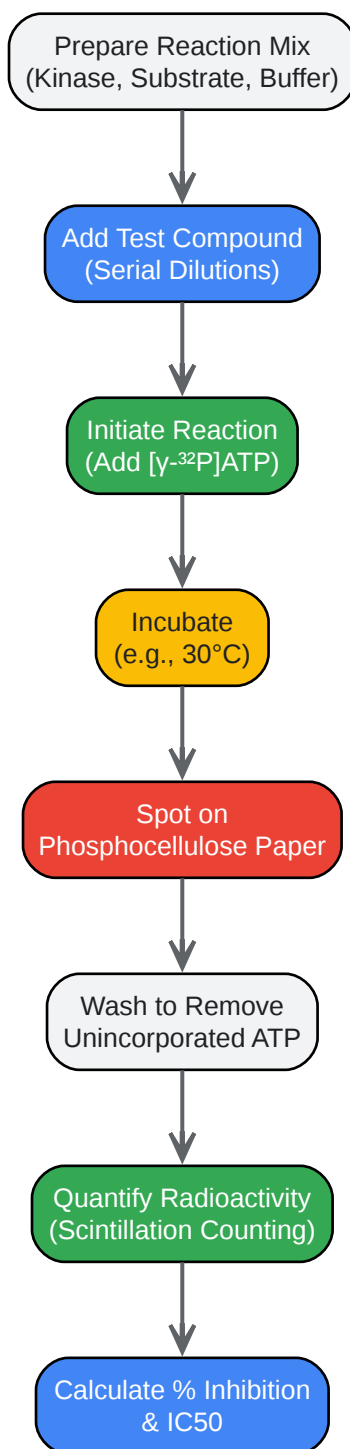 Prepare Reaction Mix
(Kinase, Substrate, Buffer)
Add Test Compound
(Serial Dilutions)
Initiate Reaction
(Add [γ-³²P]ATP)
Incubate
(e.g., 30°C)
Spot on
Phosphocellulose Paper
Wash to Remove
Unincorporated ATP
Quantify Radioactivity
(Scintillation Counting)
Calculate % Inhibition
& IC50